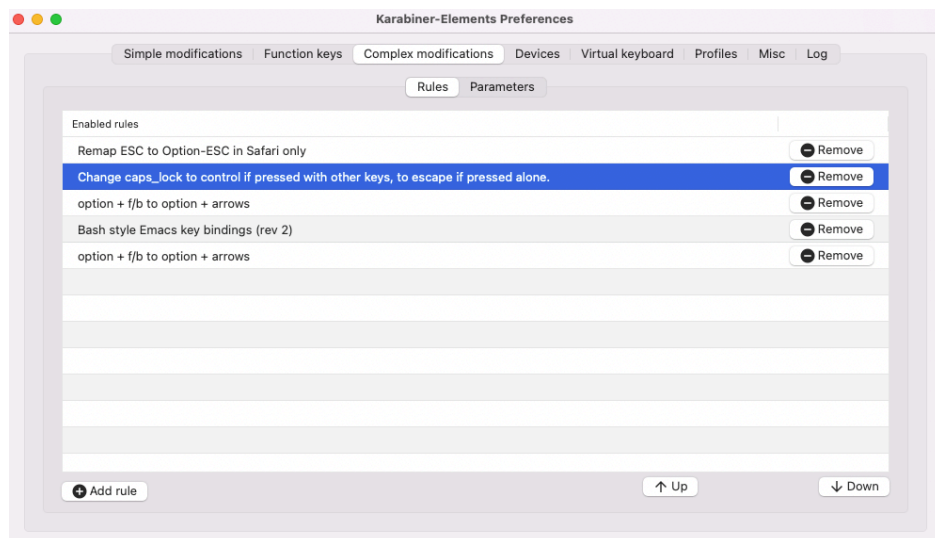 Karabiner-Elements Preferences
Simple modifications Function keys Complex modifications Devices Virtual keyboard Profiles Misc Log
Rules Parameters
Enabled rules
Remap ESC to Option-ESC in Safari only Remove
Change caps_lock to control if pressed with other keys, to escape if pressed alone. Remove
option + f/b to option + arrows Remove
Bash style Emacs key bindings (rev 2) Remove
option + f/b to option + arrows Remove
Add rule Up Down